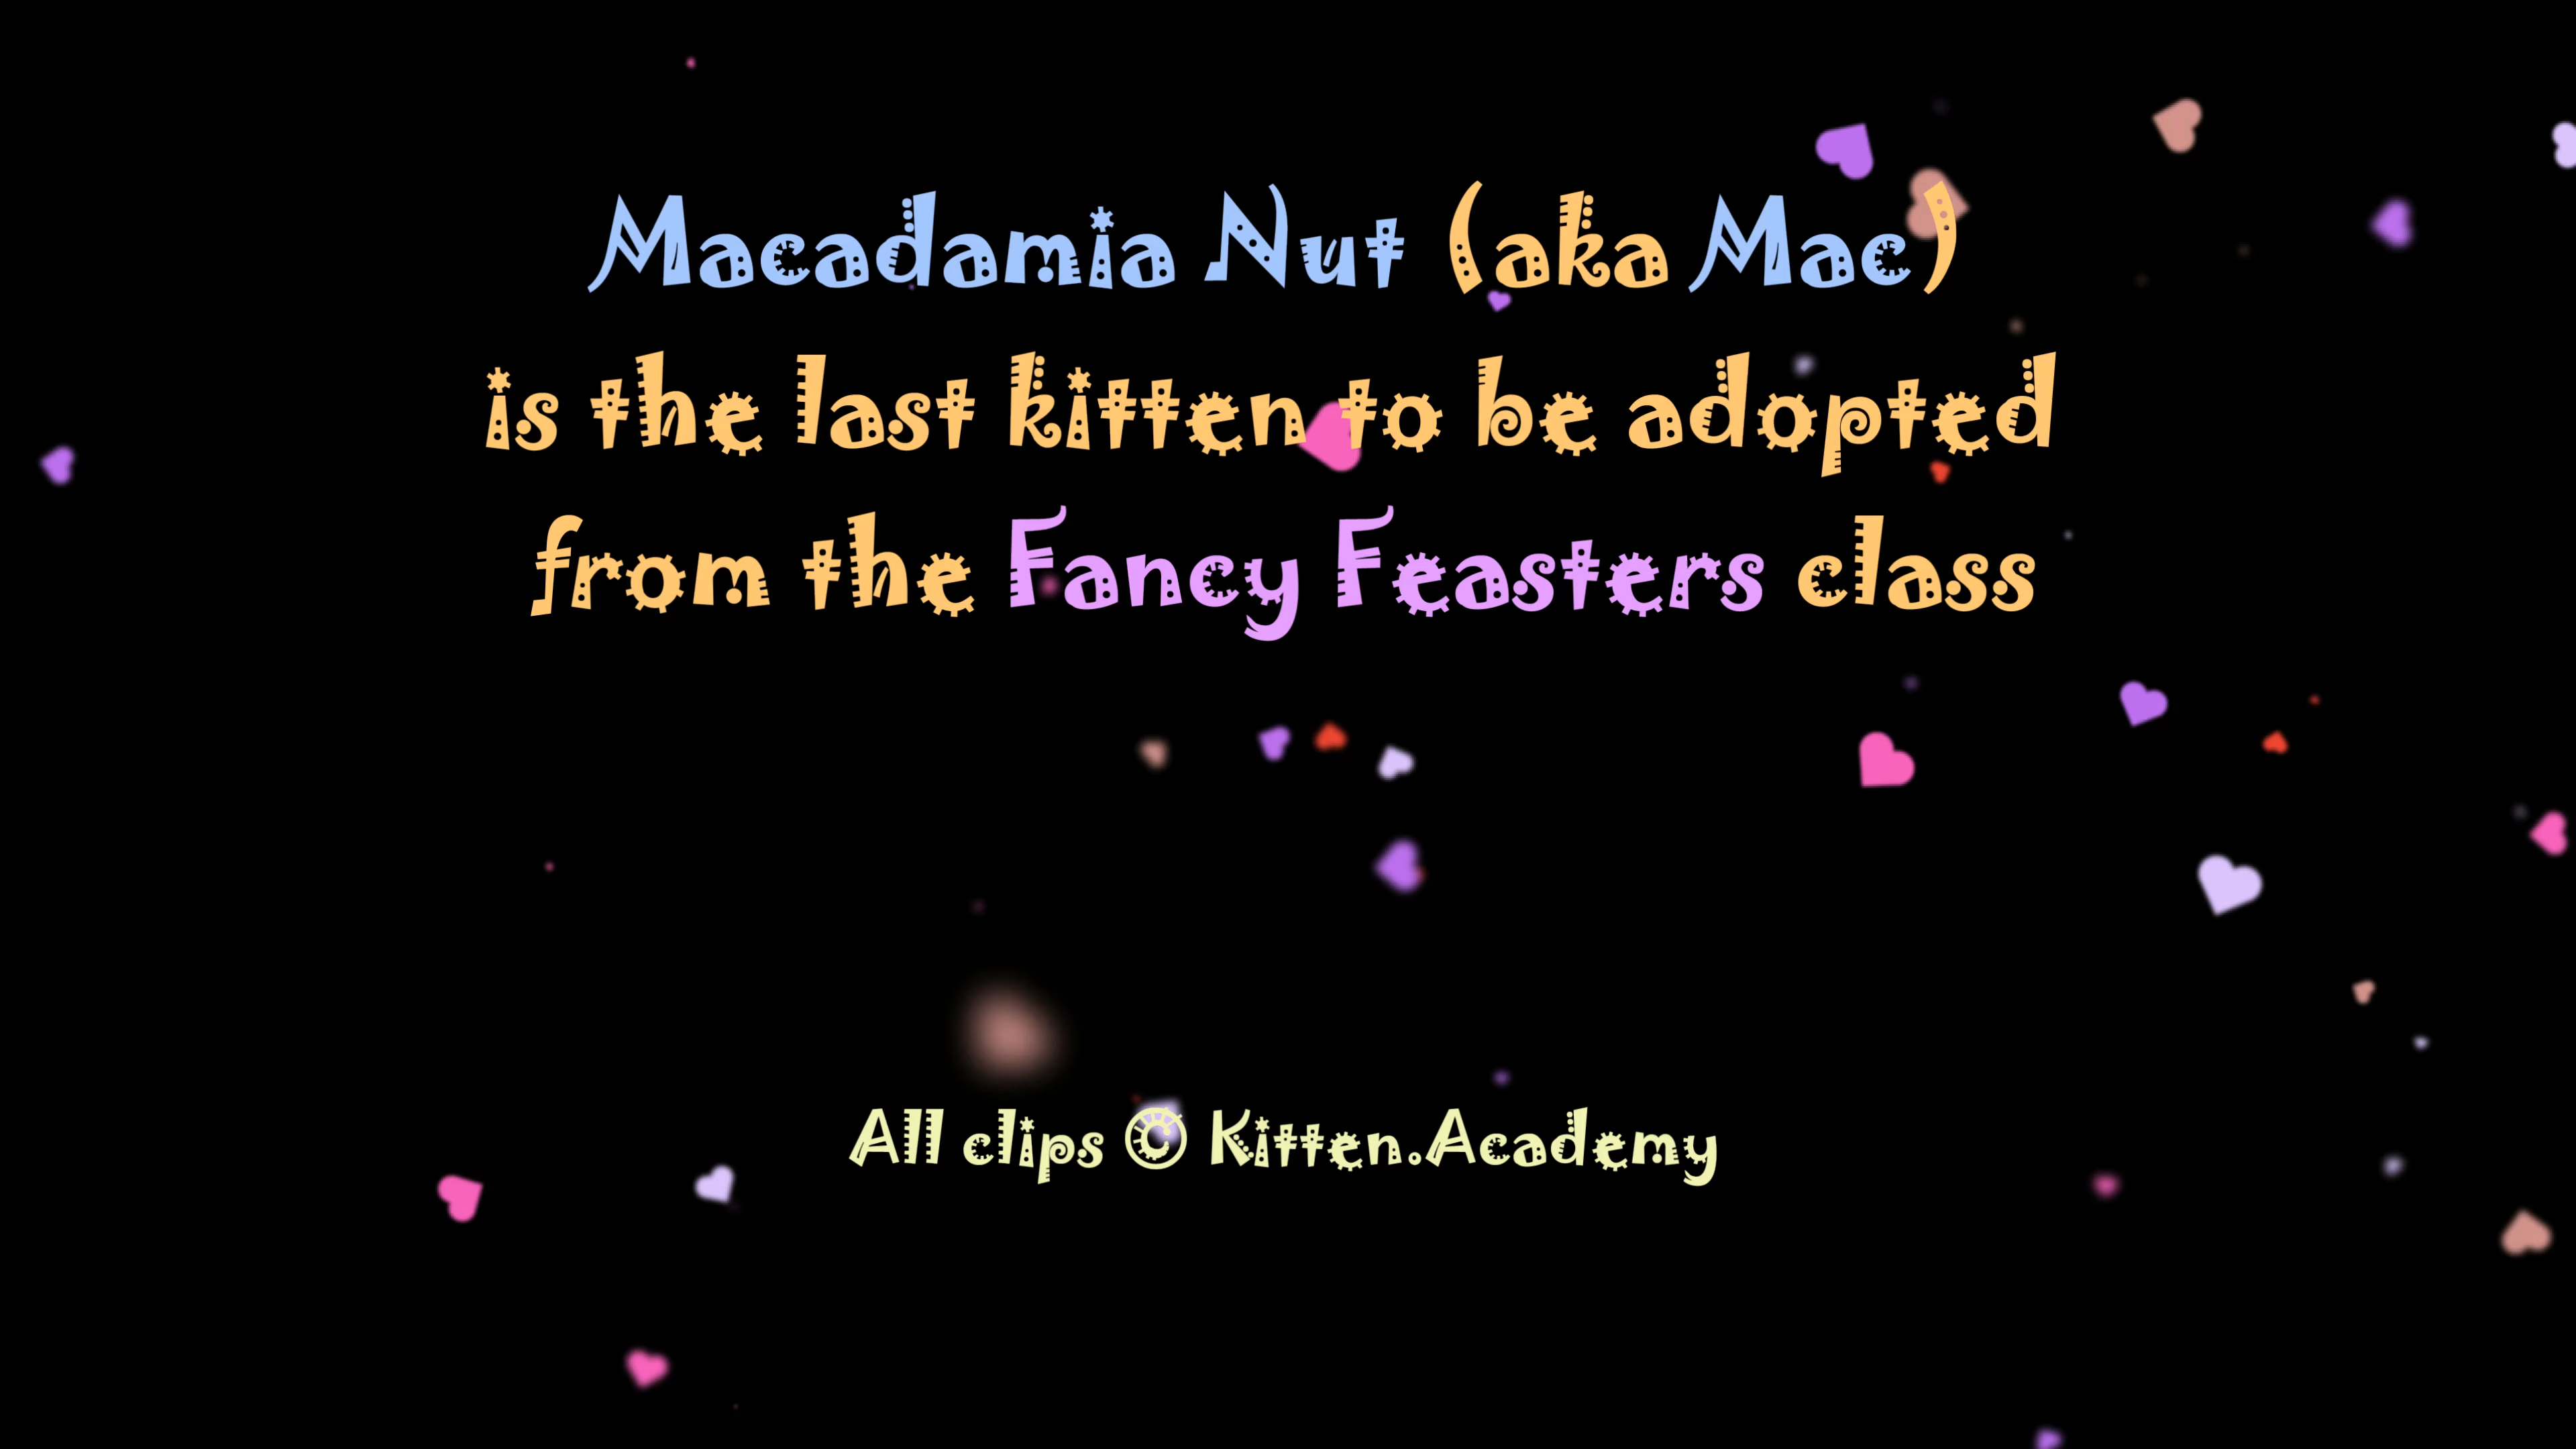 Macadamia Nut (aka Mac)
is the last kitten to be adopted
from the Fancy Feasters class
All clips © Kitten.Academy